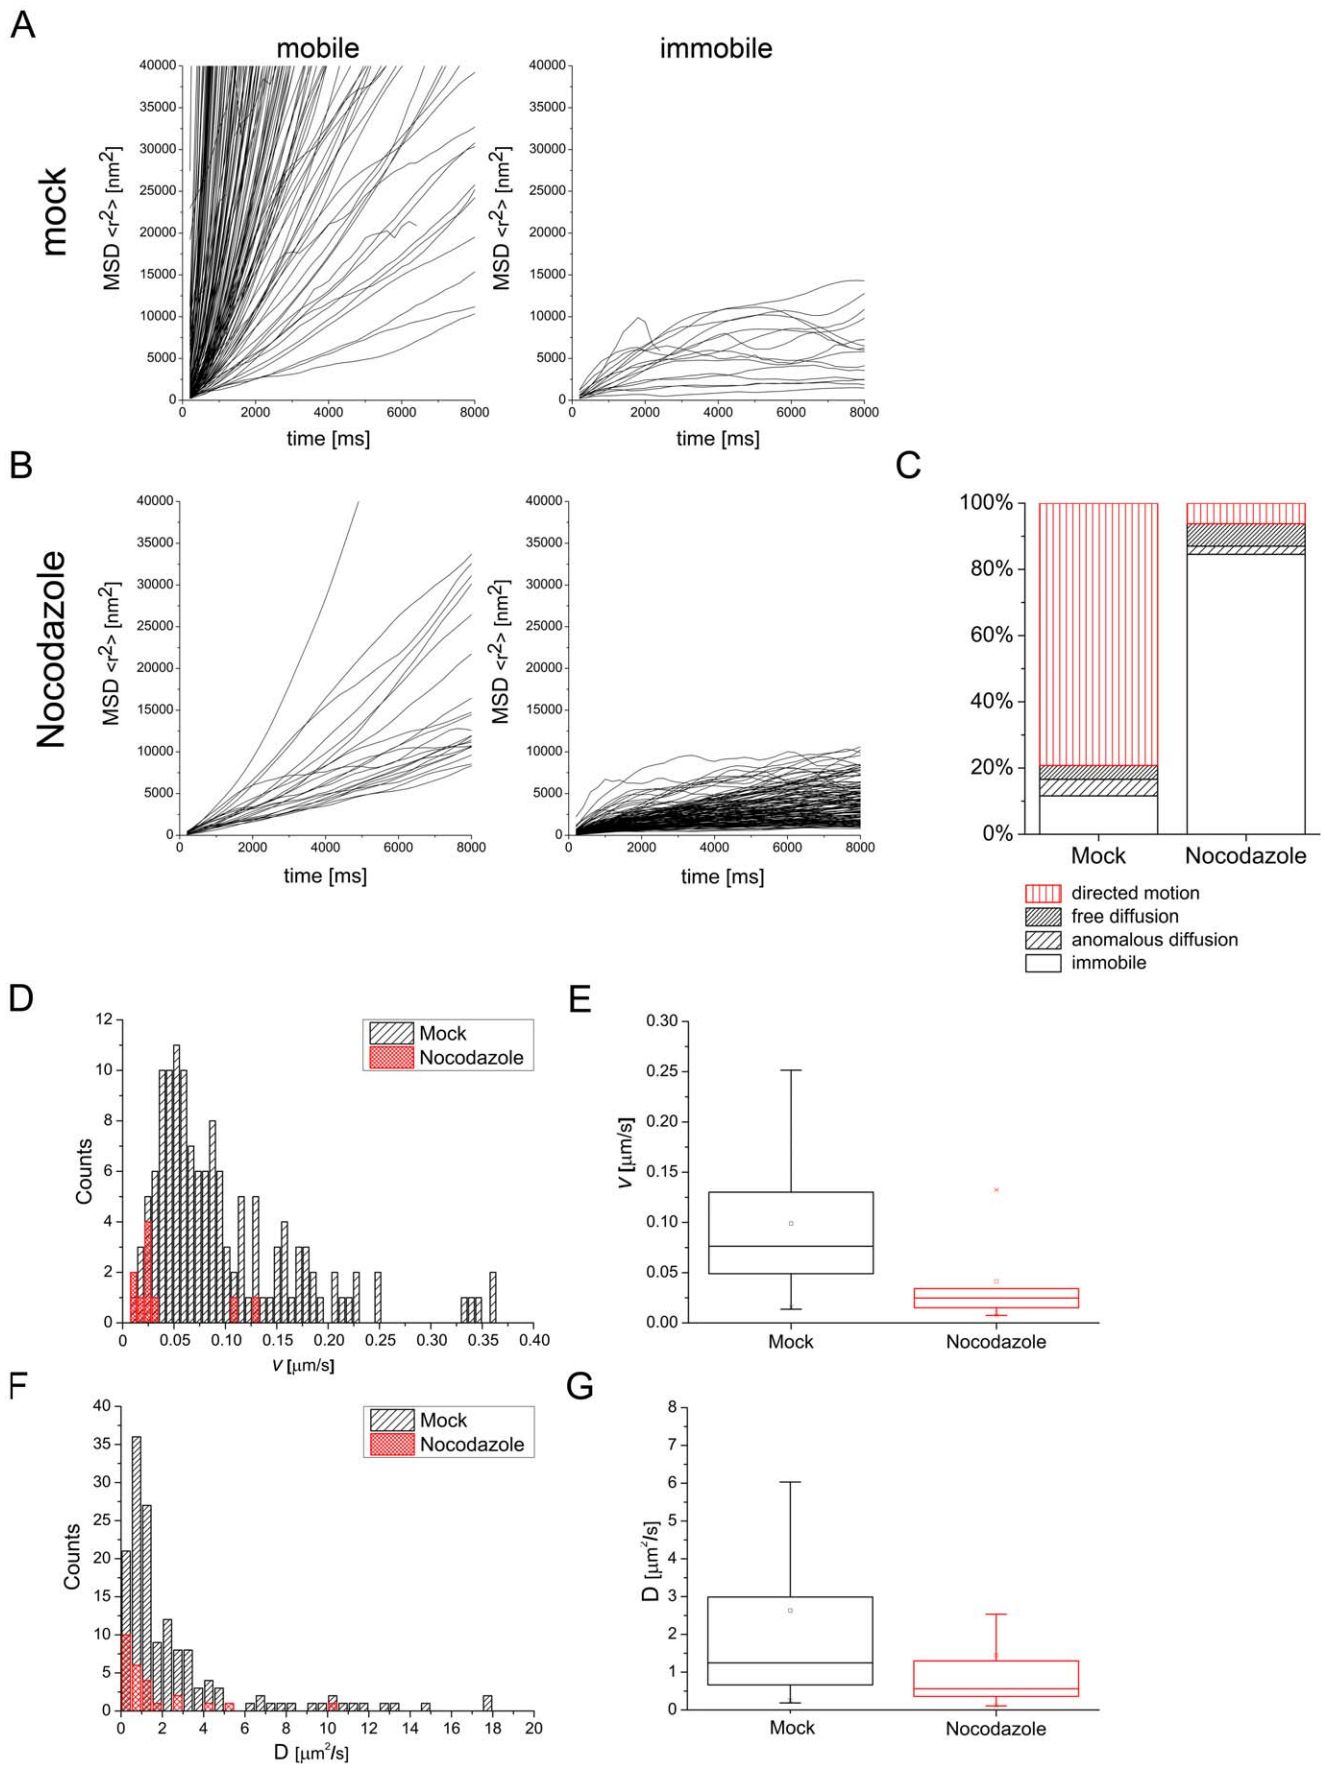 A
mobile
immobile
mock
MSD <r2> [nm2]
40000
35000
30000
25000
20000
15000
10000
5000
0
0 2000 4000 6000 8000
time [ms]
MSD <r2> [nm2]
40000
35000
30000
25000
20000
15000
10000
5000
0
0 2000 4000 6000 8000
time [ms]
B
Nocodazole
MSD <r2> [nm2]
40000
35000
30000
25000
20000
15000
10000
5000
0
0 2000 4000 6000 8000
time [ms]
MSD <r2> [nm2]
40000
35000
30000
25000
20000
15000
10000
5000
0
0 2000 4000 6000 8000
time [ms]
C
100%
80%
60%
40%
20%
0%
Mock Nocodazole
directed motion
free diffusion
anomalous diffusion
immobile
D
Counts
12
10
8
6
4
2
0
Mock
Nocodazole
0 0.05 0.10 0.15 0.20 0.25 0.30 0.35 0.40
V [μm/s]
E
V [μm/s]
0.30
0.25
0.20
0.15
0.10
0.05
0.00
Mock Nocodazole
F
Counts
40
35
30
25
20
15
10
5
0
Mock
Nocodazole
0 2 4 6 8 10 12 14 16 18 20
D [μm2/s]
G
D [μm2/s]
8
7
6
5
4
3
2
1
0
Mock Nocodazole